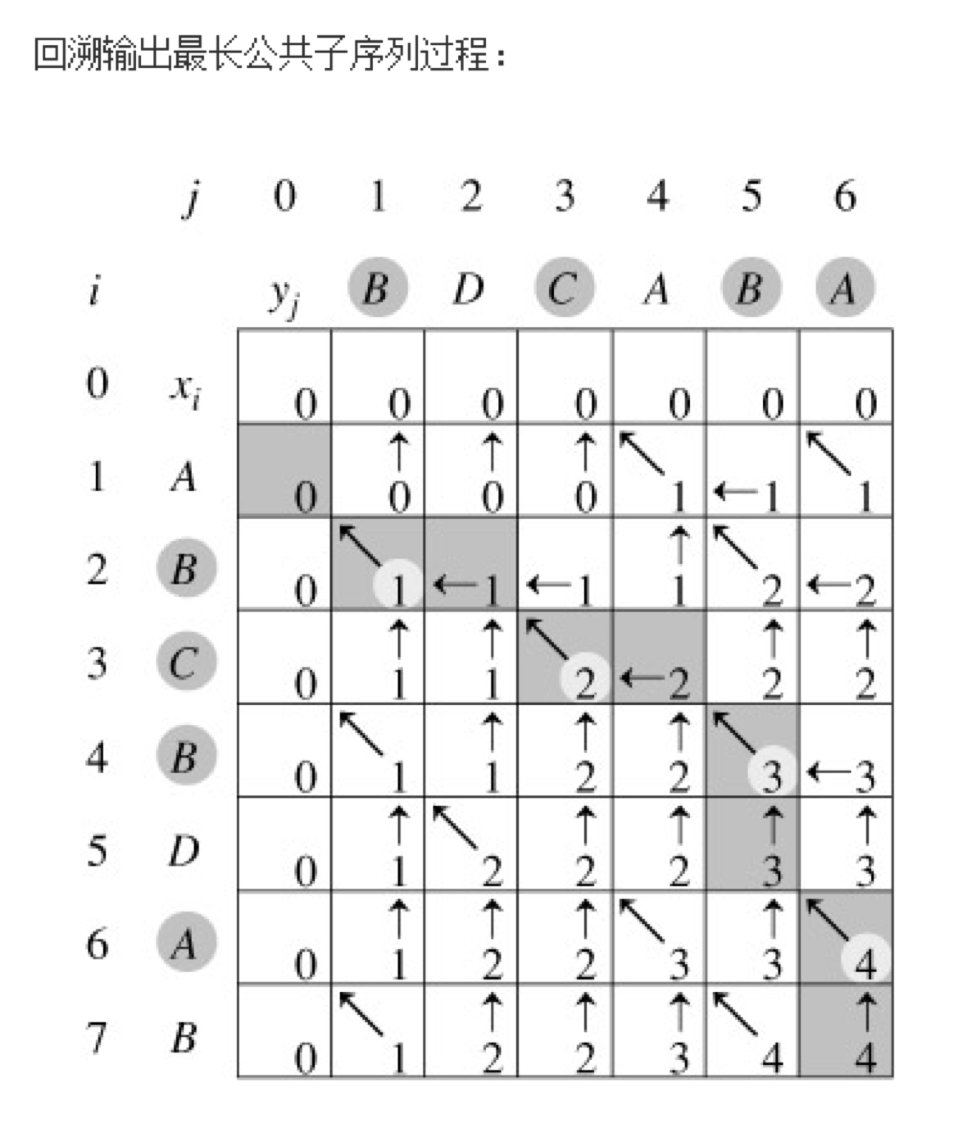 回溯输出最长公共子序列过程：
j 0 1 2 3 4 5 6
i yj B D C A B A
0 xi 0 0 0 0 0 0 0
1 A 0 ↑0 ↑0 ↑0 ↖1 ←1 ↖1
2 B 0 ↖1 ←1 ←1 ↑1 ↖2 ←2
3 C 0 ↑1 ↑1 ↖2 ←2 ↑2 ↑2
4 B 0 ↖1 ↑1 ↑2 ↑2 ↖3 ←3
5 D 0 ↑1 ↖2 ↑2 ↑2 ↑3 ↑3
6 A 0 ↑1 ↑2 ↑2 ↖3 ↑3 ↖4
7 B 0 ↖1 ↑2 ↑2 ↑3 ↖4 ↑4